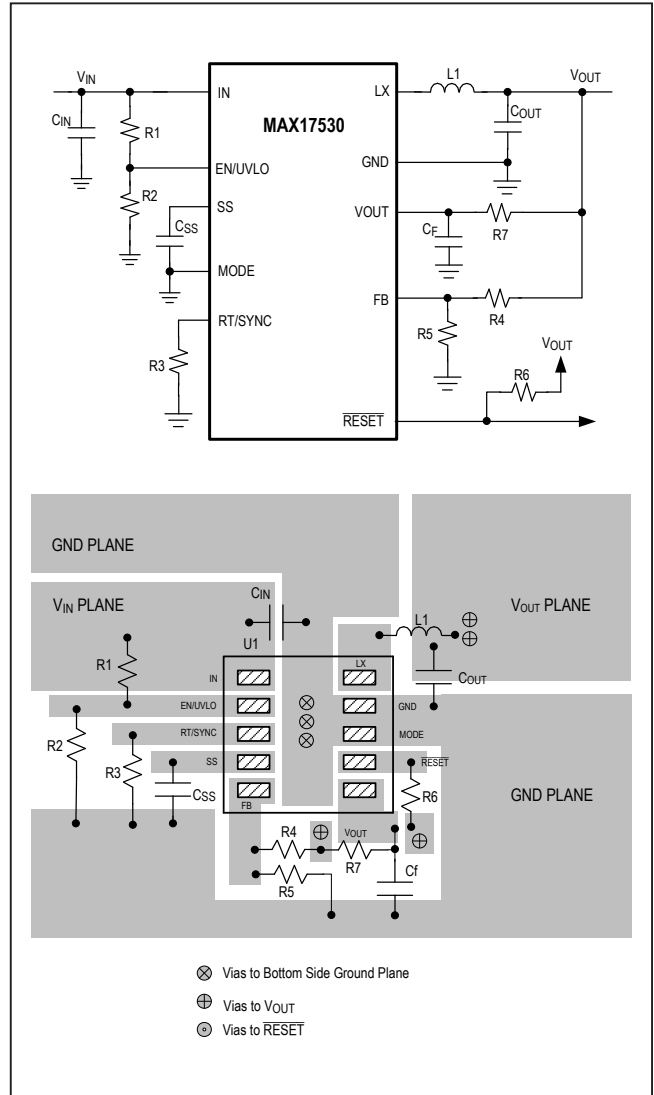 VIN
CIN
R1
R2
CSS
R3
IN
EN/UVLO
SS
MODE
RT/SYNC
MAX17530
LX
GND
VOUT
FB
RESET
L1
VOUT
COUT
CF
R7
R4
R5
VOUT
R6
GND PLANE
VIN PLANE
CIN
VOUT PLANE
L1
U1
R1
IN
LX
COUT
EN/UVLO
GND
RT/SYNC
MODE
R2
R3
SS
RESET
CSS
R6
GND PLANE
FB
R4
VOUT
R7
Cf
R5
Vias to Bottom Side Ground Plane
Vias to VOUT
Vias to RESET